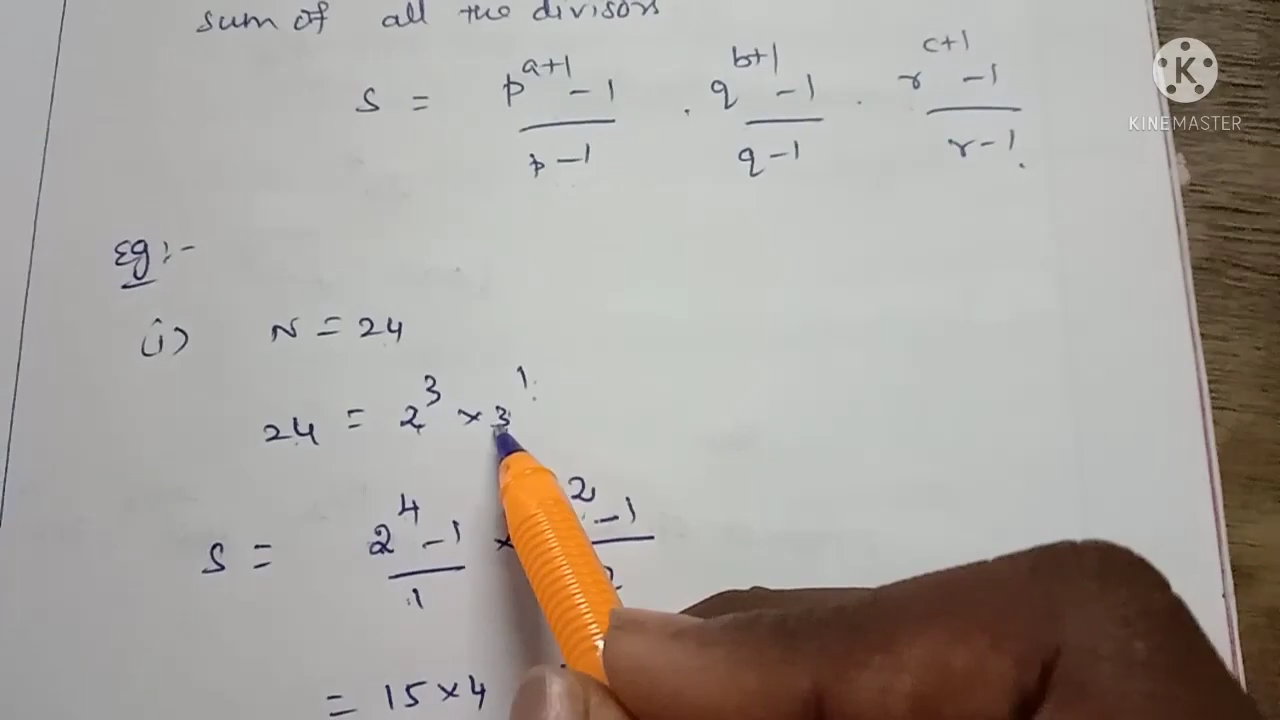 sum of all the divisors
S = p^(a+1) - 1 / p - 1 . q^(b+1) - 1 / q - 1 . r^(c+1) - 1 / r - 1.
K
KINEMASTER
Eg:-
(i) N = 24
24 = 2^3 × 3^1
S = 2^4 - 1 / 1 × ^2 - 1 / 2
= 15 × 4